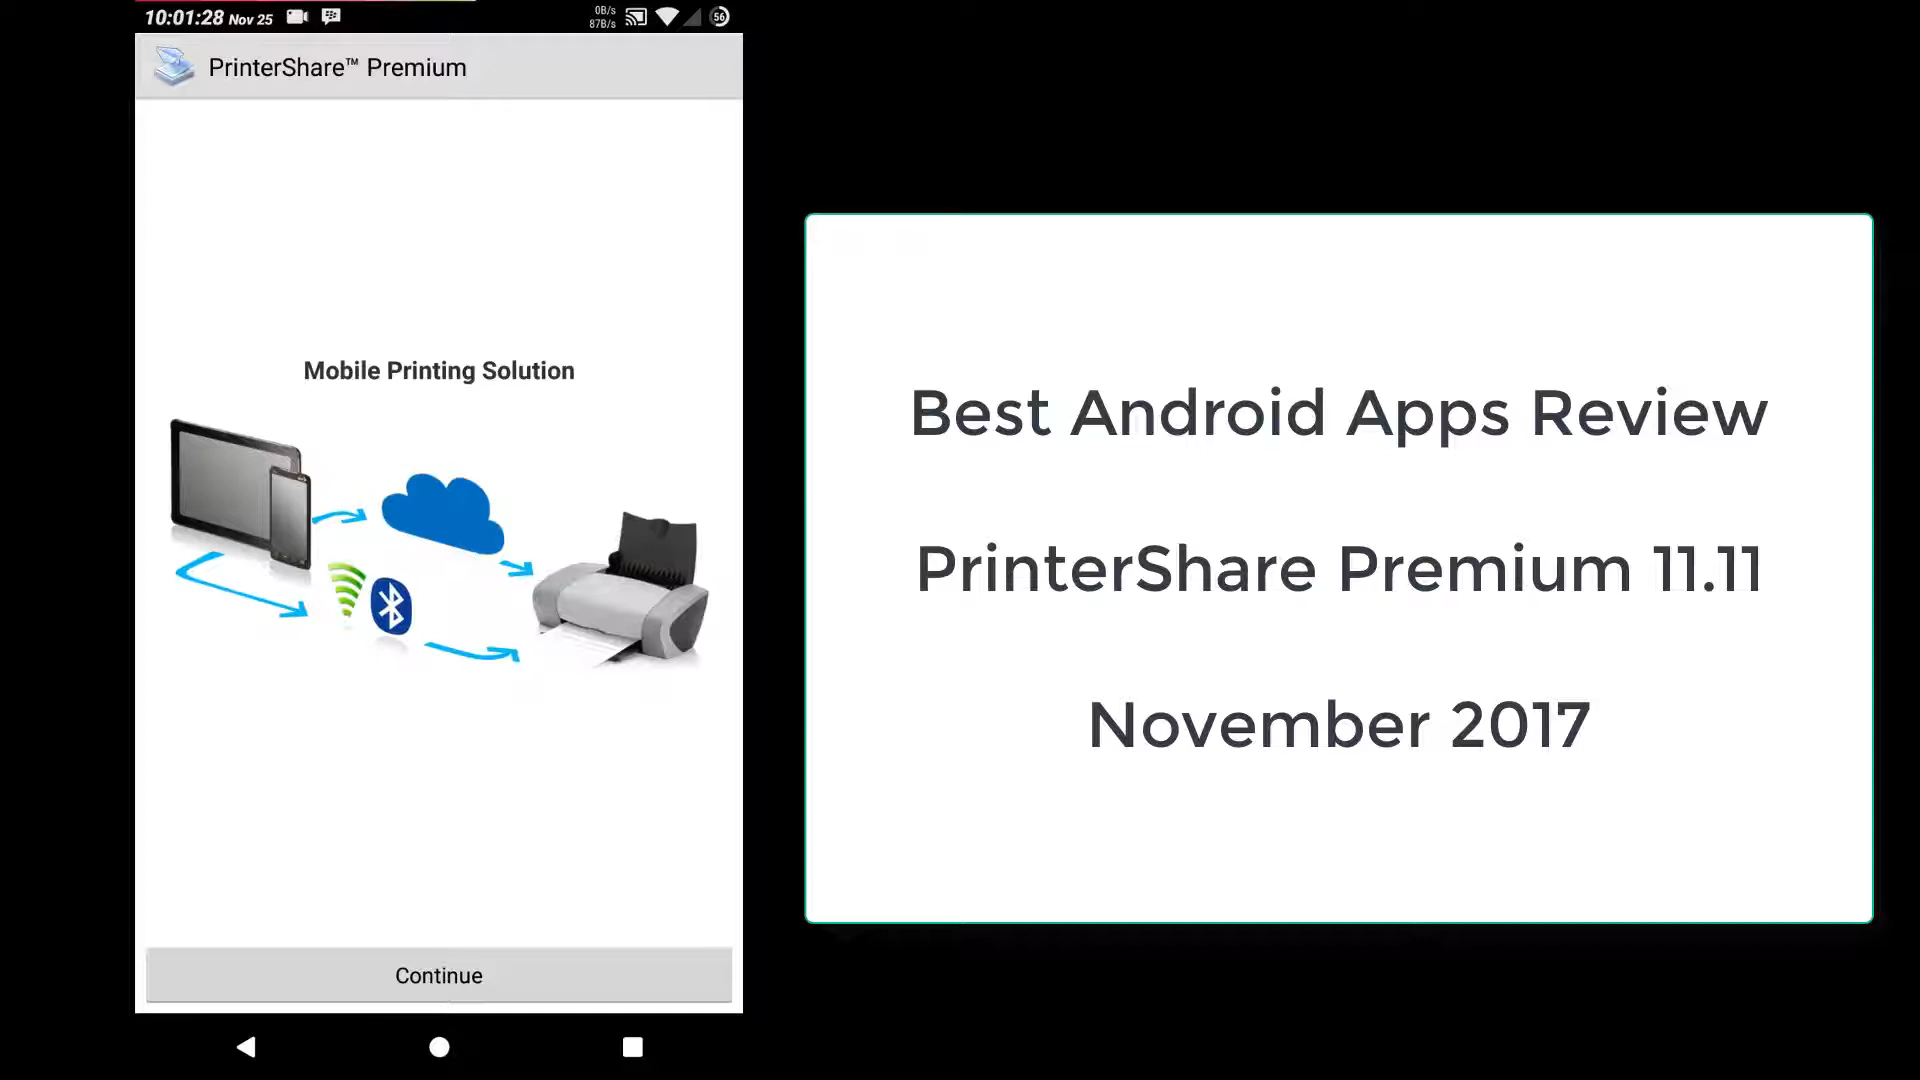 10:01:28 Nov 25
0B/s
87B/s
56
PrinterShare™ Premium
Mobile Printing Solution
Continue
Best Android Apps Review
PrinterShare Premium 11.11
November 2017